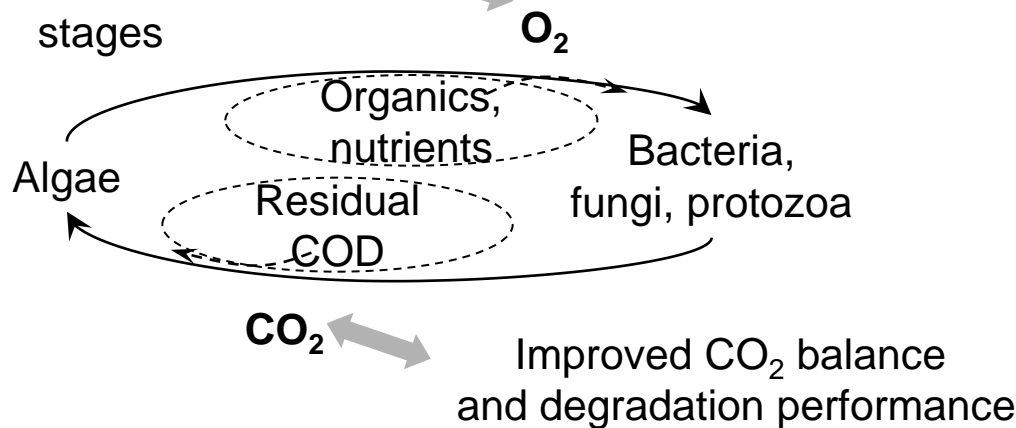 stages
O₂
Organics,
nutrients
Algae
Bacteria,
fungi, protozoa
Residual
COD
CO₂
Improved CO₂ balance
and degradation performance